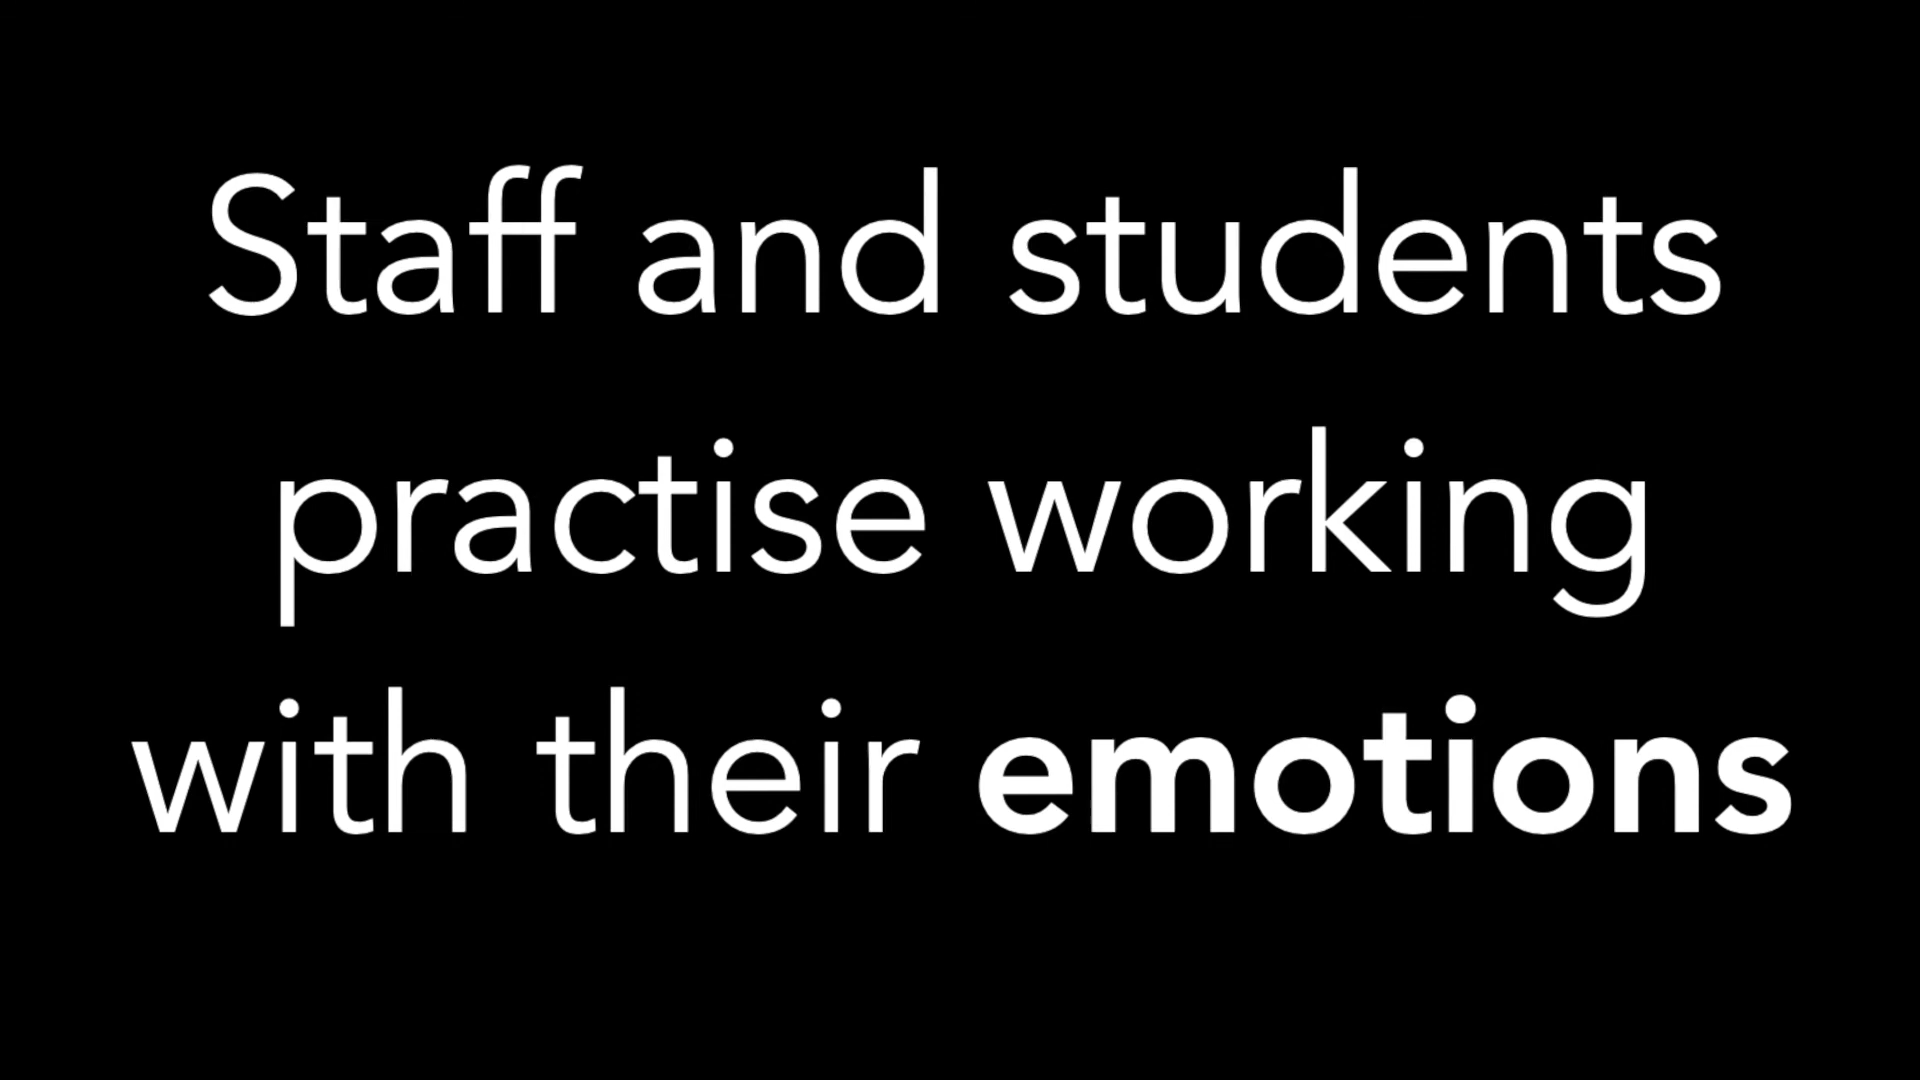 Staff and students
practise working
with their emotions